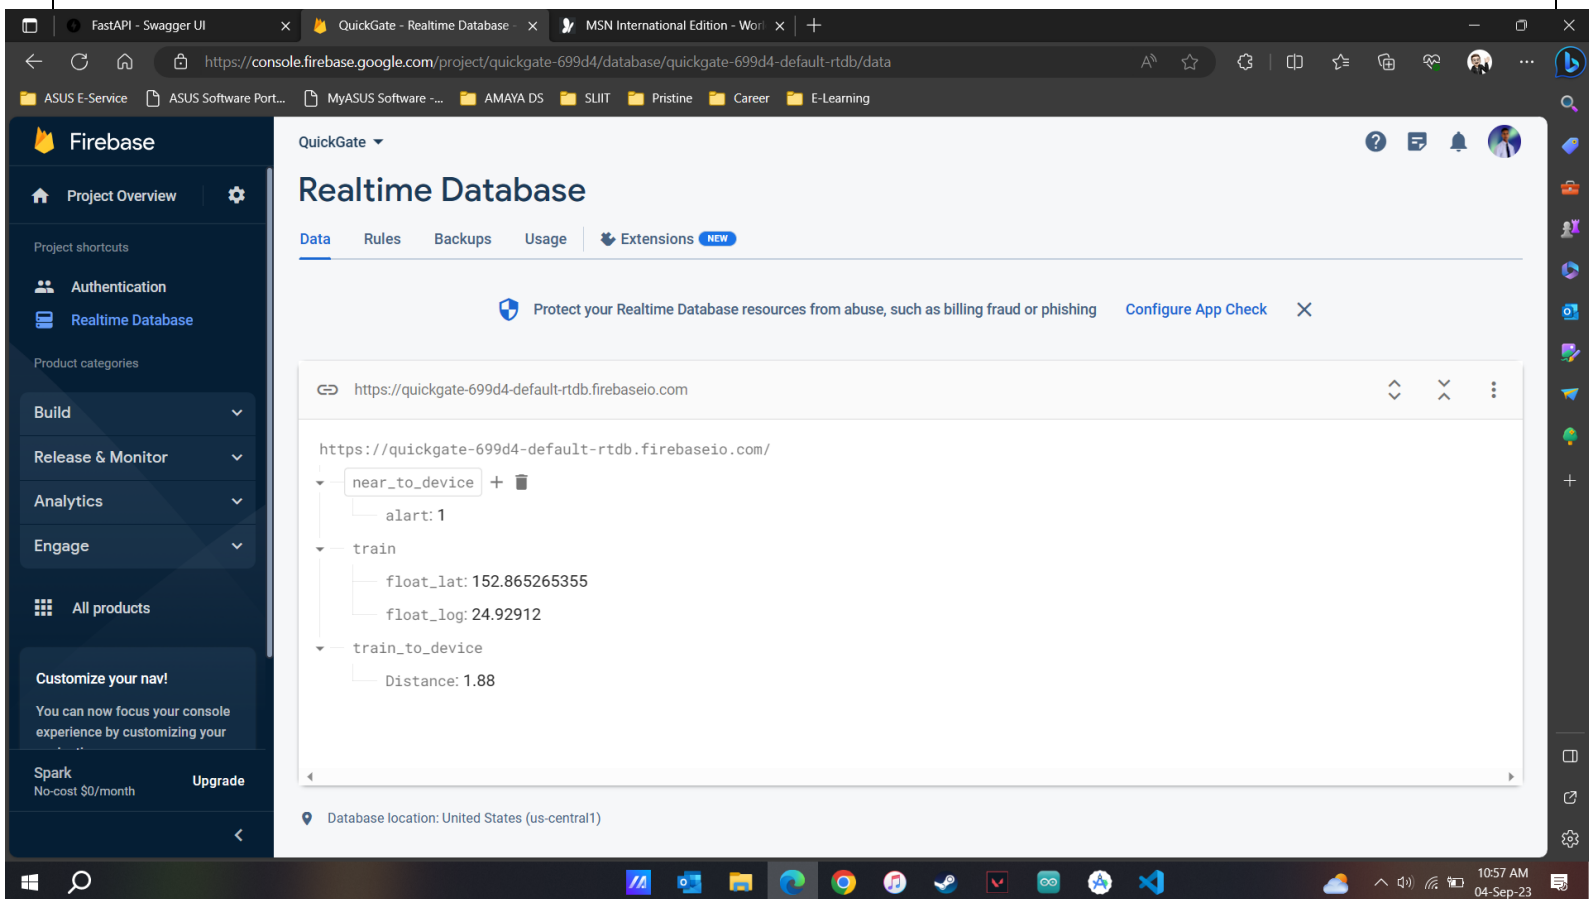 FastAPI - Swagger UI
QuickGate - Realtime Database -
MSN International Edition - Worl
https://console.firebase.google.com/project/quickgate-699d4/database/quickgate-699d4-default-rtdb/data
ASUS E-Service
ASUS Software Port...
MyASUS Software -...
AMAYA DS
SLIIT
Pristine
Career
E-Learning
Firebase
Project Overview
Project shortcuts
Authentication
Realtime Database
Product categories
Build
Release & Monitor
Analytics
Engage
All products
Customize your nav!
You can now focus your console
experience by customizing your
Spark
No-cost $0/month
Upgrade
QuickGate
Realtime Database
Data
Rules
Backups
Usage
Extensions
NEW
Protect your Realtime Database resources from abuse, such as billing fraud or phishing
Configure App Check
https://quickgate-699d4-default-rtdb.firebaseio.com
https://quickgate-699d4-default-rtdb.firebaseio.com/
near_to_device
alart: 1
train
float_lat: 152.865265355
float_log: 24.92912
train_to_device
Distance: 1.88
Database location: United States (us-central1)
10:57 AM
04-Sep-23